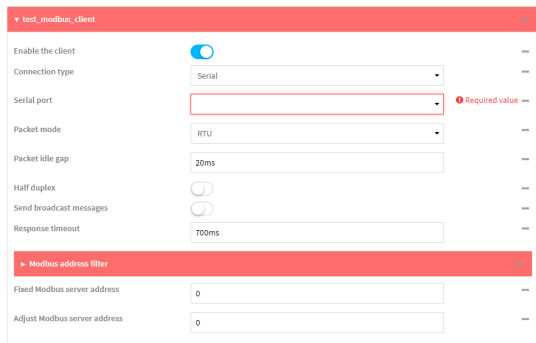 ▾ test_modbus_client
Enable the client
Connection type Serial
Serial port Required value
Packet mode RTU
Packet idle gap 20ms
Half duplex
Send broadcast messages
Response timeout 700ms
▸ Modbus address filter
Fixed Modbus server address 0
Adjust Modbus server address 0